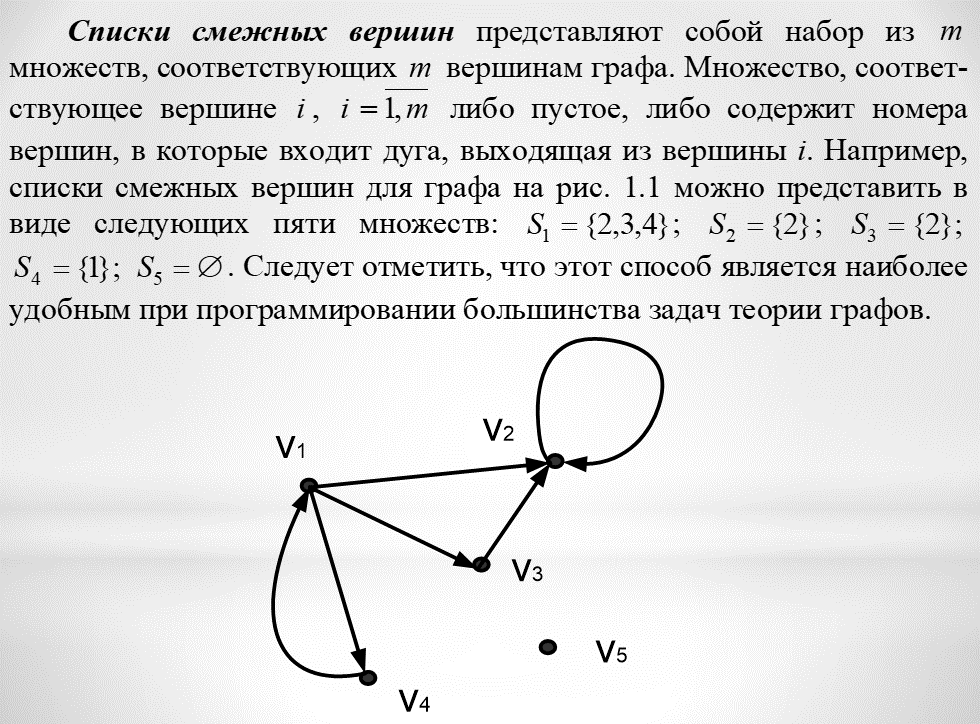 Списки смежных вершин представляют собой набор из m
множеств, соответствующих m вершинам графа. Множество, соответ-
ствующее вершине i, i = 1,m либо пустое, либо содержит номера
вершин, в которые входит дуга, выходящая из вершины i. Например,
списки смежных вершин для графа на рис. 1.1 можно представить в
виде следующих пяти множеств: S₁ = {2,3,4}; S₂ = {2}; S₃ = {2};
S₄ = {1}; S₅ = ∅. Следует отметить, что этот способ является наиболее
удобным при программировании большинства задач теории графов.
V2
V1
V3
V5
V4